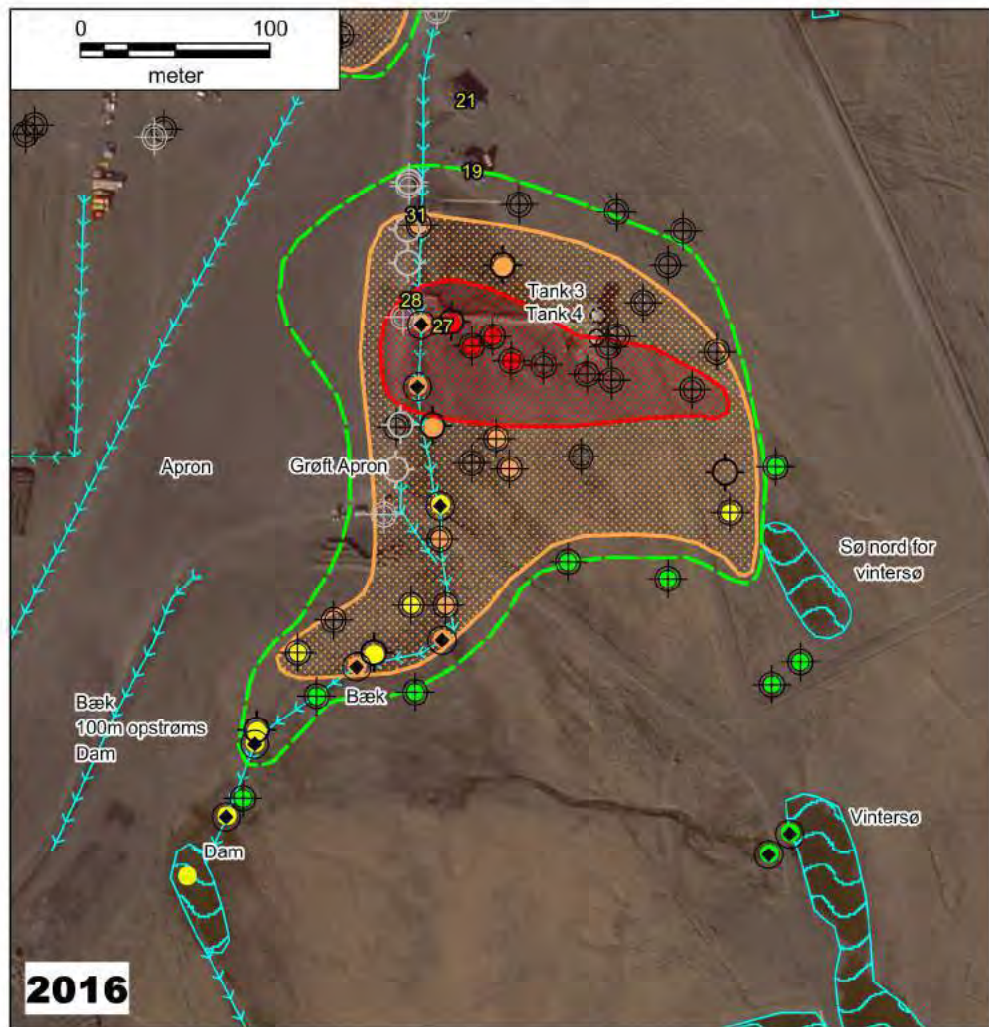 0 100
meter
21
19
31
Tank 3
28
Tank 4
27
Apron
Grøft Apron
Sø nord for
vintersø
Bæk
Bæk
100m opstrøms
Dam
Vintersø
Dam
2016